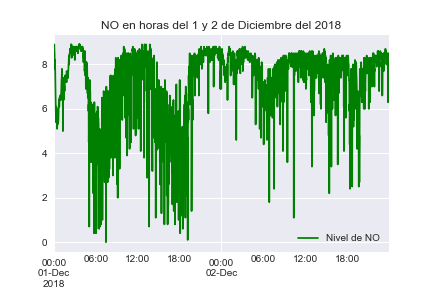 NO en horas del 1 y 2 de Diciembre del 2018
8
6
4
2
0
Nivel de NO
00:00 06:00 12:00 18:00 00:00 06:00 12:00 18:00
01-Dec 02-Dec
2018